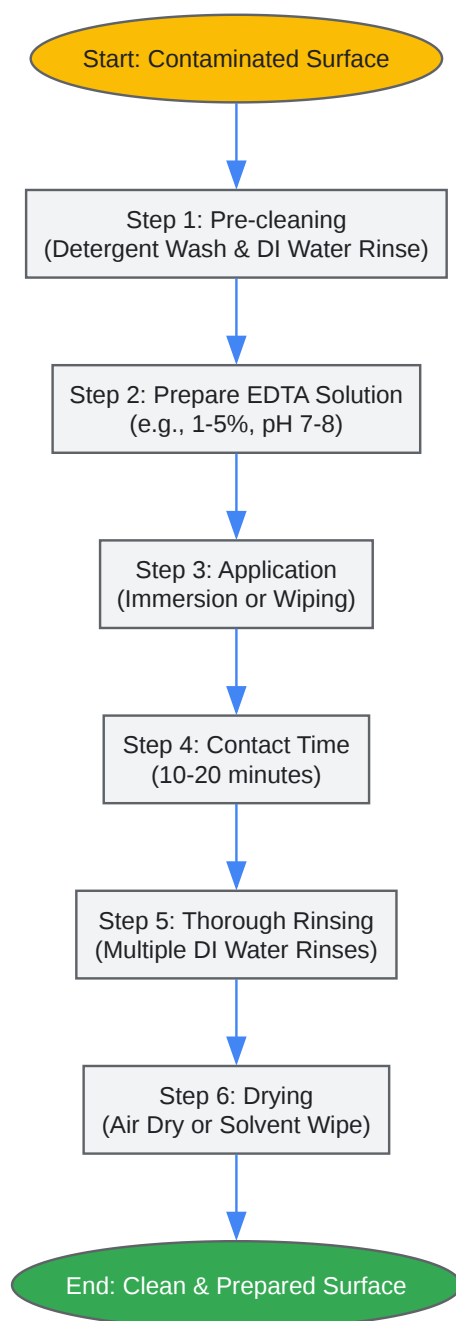 Start: Contaminated Surface
Step 1: Pre-cleaning
(Detergent Wash & DI Water Rinse)
Step 2: Prepare EDTA Solution
(e.g., 1-5%, pH 7-8)
Step 3: Application
(Immersion or Wiping)
Step 4: Contact Time
(10-20 minutes)
Step 5: Thorough Rinsing
(Multiple DI Water Rinses)
Step 6: Drying
(Air Dry or Solvent Wipe)
End: Clean & Prepared Surface